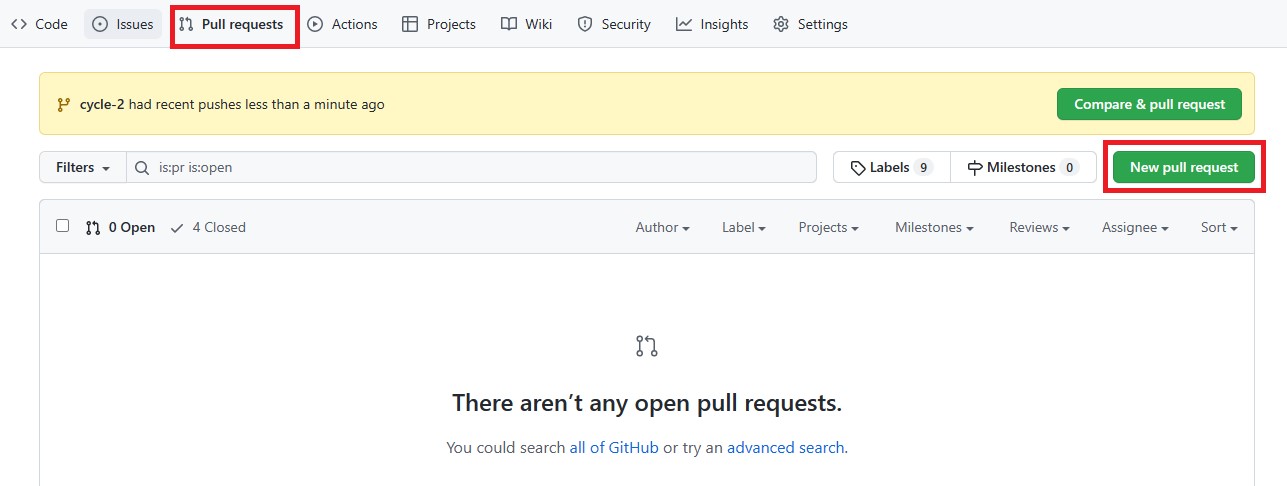 Code Issues Pull requests Actions Projects Wiki Security Insights Settings
cycle-2 had recent pushes less than a minute ago Compare & pull request
Filters is:pr is:open Labels 9 Milestones 0 New pull request
0 Open 4 Closed Author Label Projects Milestones Reviews Assignee Sort
There aren’t any open pull requests.
You could search all of GitHub or try an advanced search.